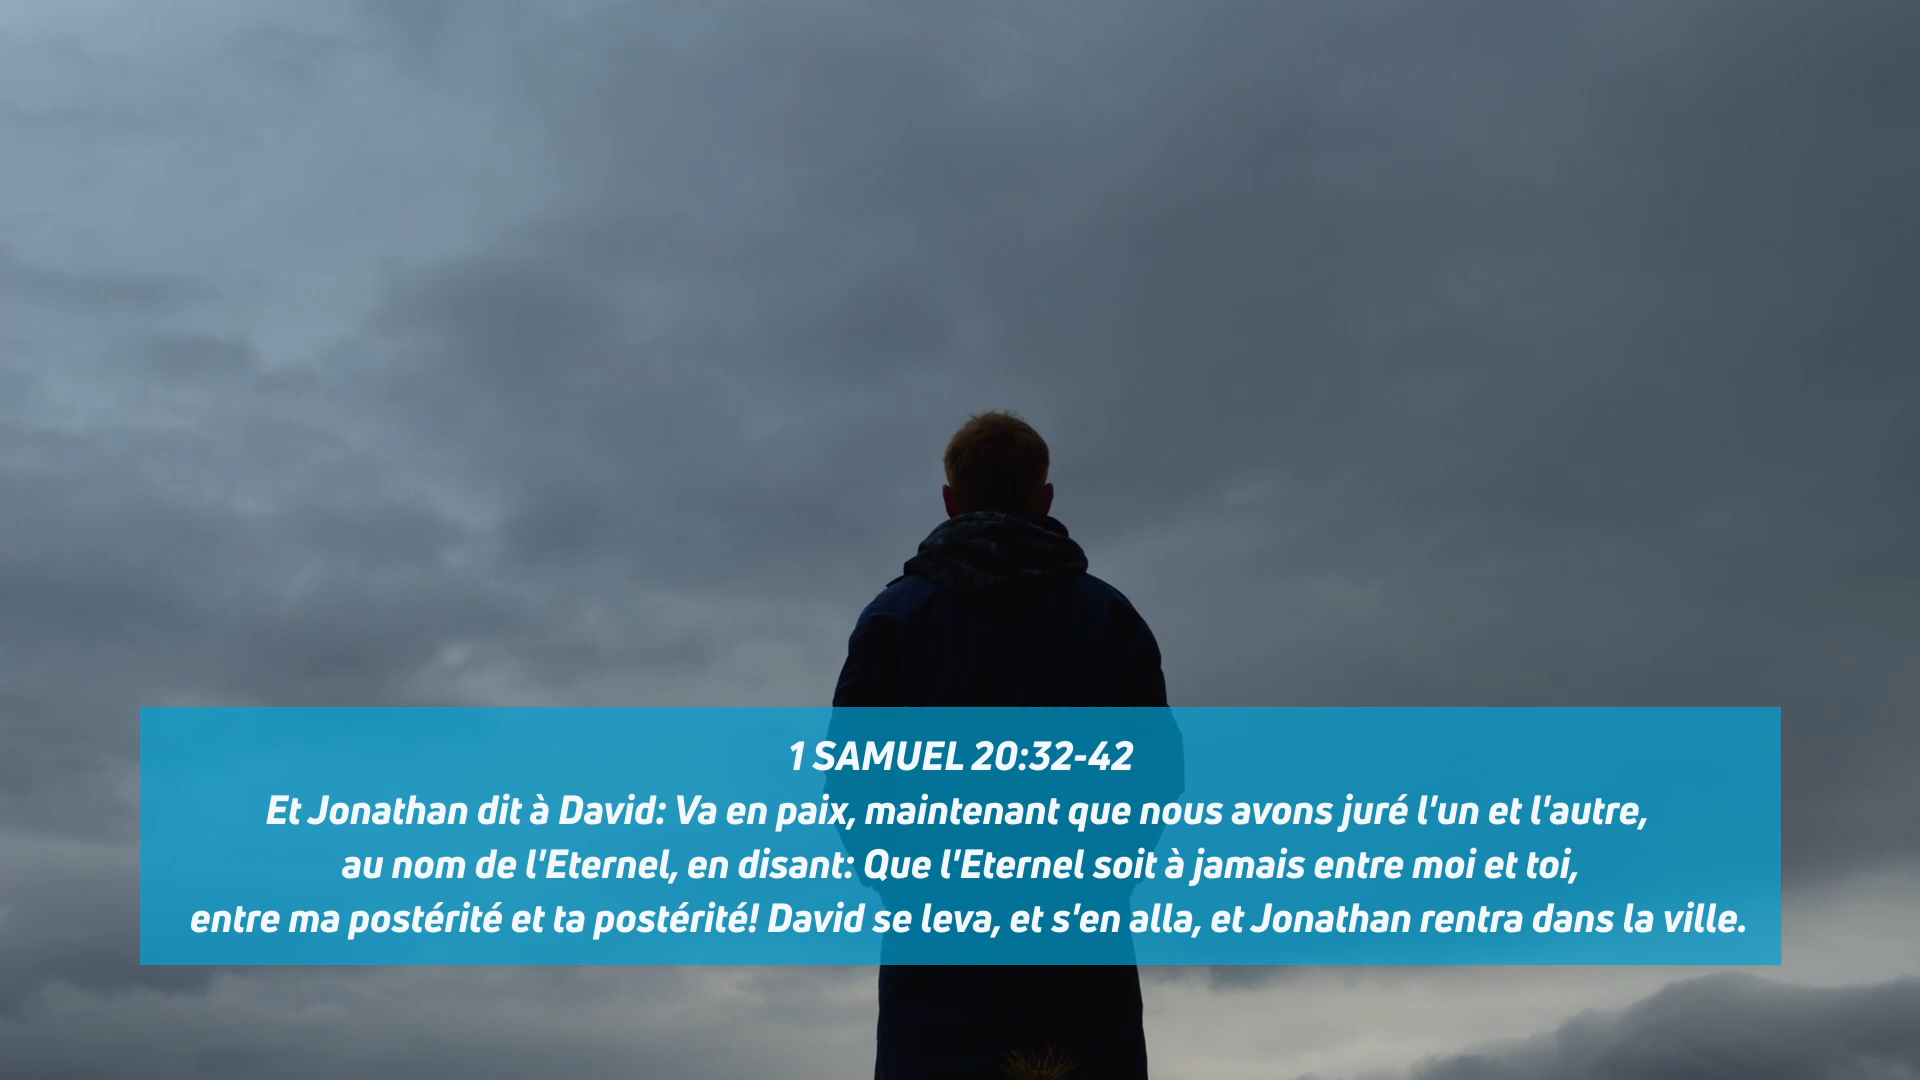 1 SAMUEL 20:32-42
Et Jonathan dit à David: Va en paix, maintenant que nous avons juré l'un et l'autre,
au nom de l'Eternel, en disant: Que l'Eternel soit à jamais entre moi et toi,
entre ma postérité et ta postérité! David se leva, et s'en alla, et Jonathan rentra dans la ville.